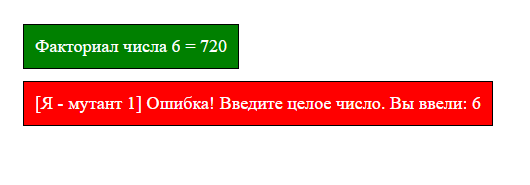 Факториал числа 6 = 720
[Я - мутант 1] Ошибка! Введите целое число. Вы ввели: 6